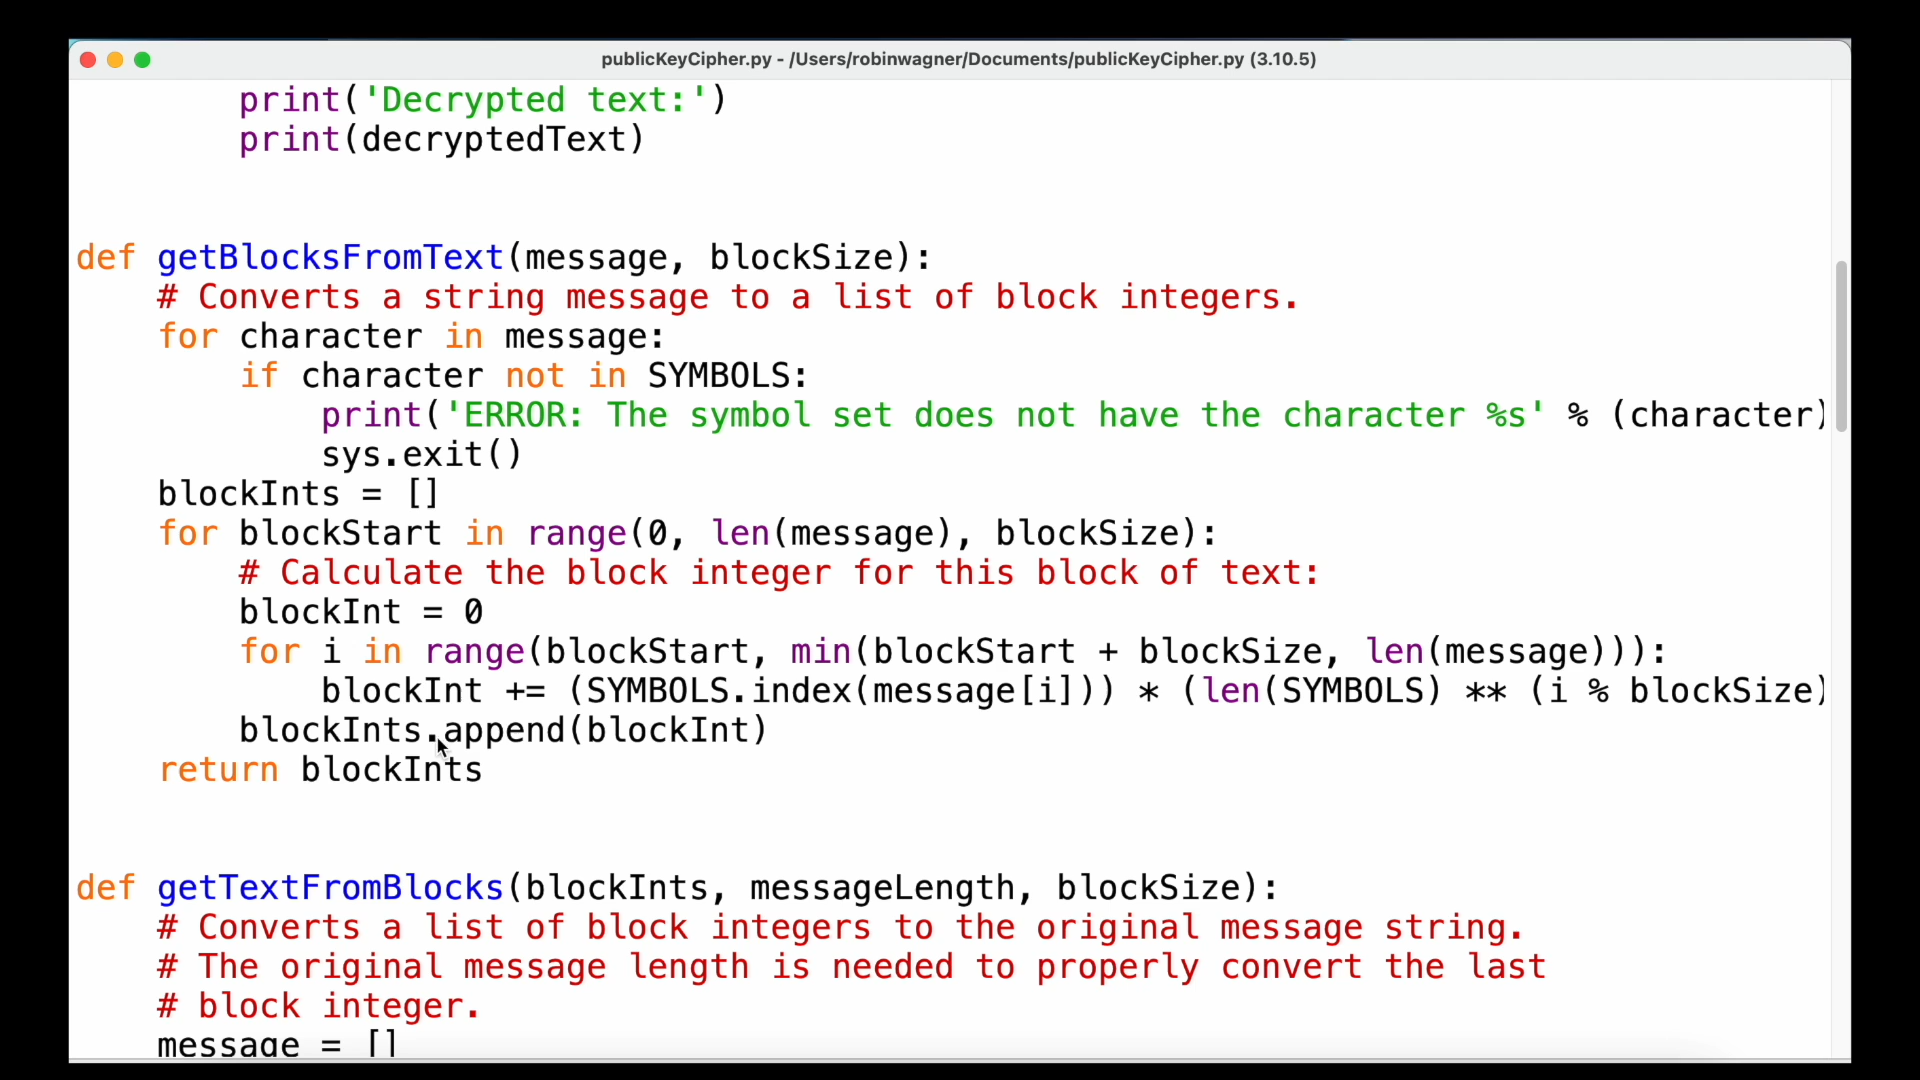 publicKeyCipher.py - /Users/robinwagner/Documents/publicKeyCipher.py (3.10.5)
        print('Decrypted text:')
        print(decryptedText)
def getBlocksFromText(message, blockSize):
    # Converts a string message to a list of block integers.
    for character in message:
        if character not in SYMBOLS:
            print('ERROR: The symbol set does not have the character %s' % (character)
            sys.exit()
    blockInts = []
    for blockStart in range(0, len(message), blockSize):
        # Calculate the block integer for this block of text:
        blockInt = 0
        for i in range(blockStart, min(blockStart + blockSize, len(message))):
            blockInt += (SYMBOLS.index(message[i])) * (len(SYMBOLS) ** (i % blockSize)
        blockInts.append(blockInt)
    return blockInts
def getTextFromBlocks(blockInts, messageLength, blockSize):
    # Converts a list of block integers to the original message string.
    # The original message length is needed to properly convert the last
    # block integer.
    message = []